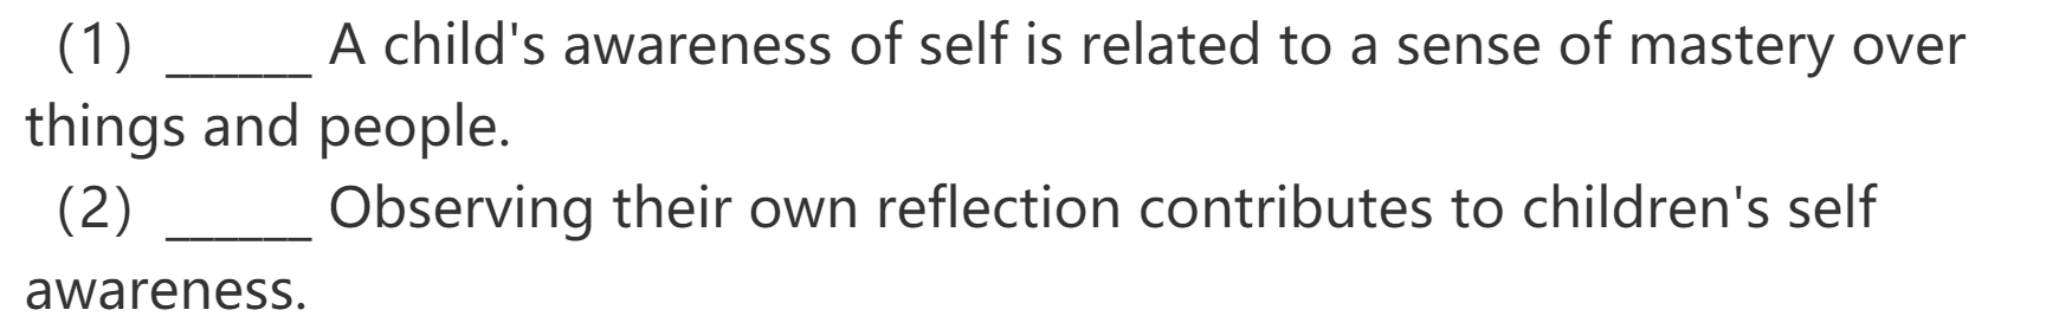 (1) ______ A child's awareness of self is related to a sense of mastery over
things and people.
(2) ______ Observing their own reflection contributes to children's self
awareness.